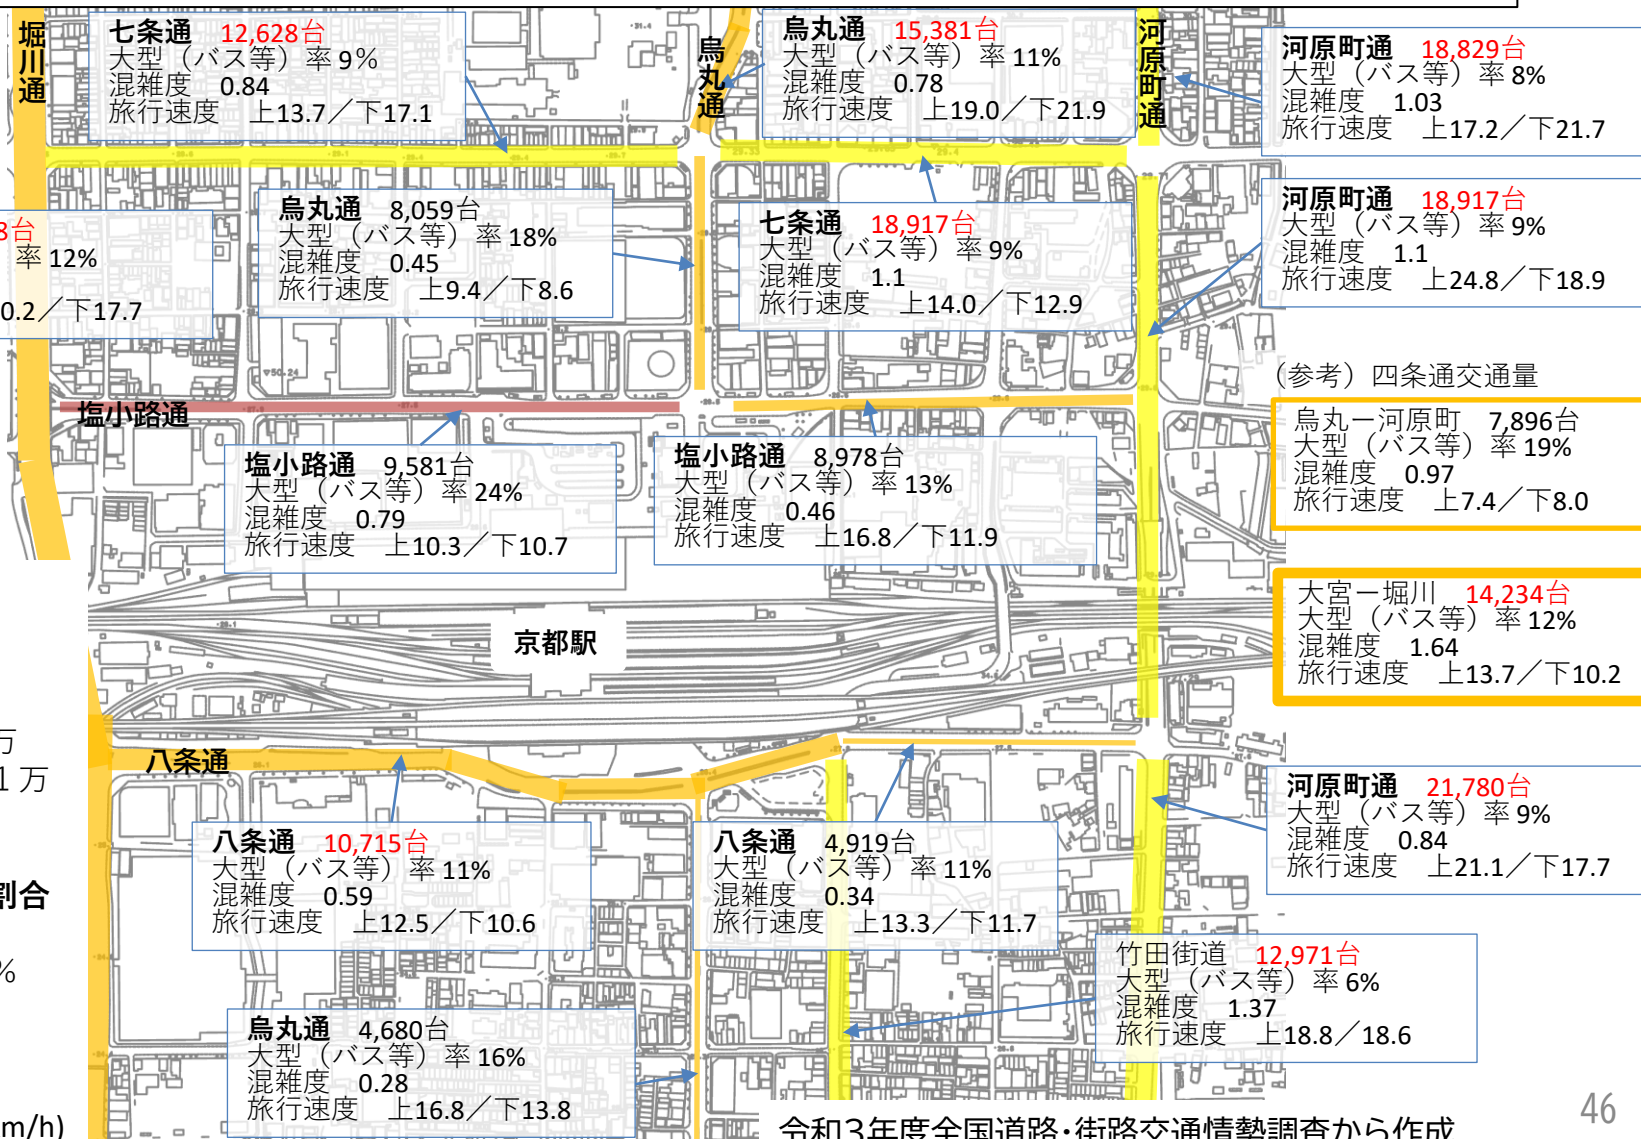 堀川通
七条通 12,628台
大型（バス等）率 9%
混雑度 0.84
旅行速度 上13.7／下17.1
烏丸通
烏丸通 15,381台
大型（バス等）率 11%
混雑度 0.78
旅行速度 上19.0／下21.9
河原町通
河原町通 18,829台
大型（バス等）率 8%
混雑度 1.03
旅行速度 上17.2／下21.7
8台
率 12%
0.2／下17.7
烏丸通 8,059台
大型（バス等）率 18%
混雑度 0.45
旅行速度 上9.4／下8.6
七条通 18,917台
大型（バス等）率 9%
混雑度 1.1
旅行速度 上14.0／下12.9
河原町通 18,917台
大型（バス等）率 9%
混雑度 1.1
旅行速度 上24.8／下18.9
（参考）四条通交通量
烏丸ー河原町 7,896台
大型（バス等）率 19%
混雑度 0.97
旅行速度 上7.4／下8.0
塩小路通
塩小路通 9,581台
大型（バス等）率 24%
混雑度 0.79
旅行速度 上10.3／下10.7
塩小路通 8,978台
大型（バス等）率 13%
混雑度 0.46
旅行速度 上16.8／下11.9
大宮ー堀川 14,234台
大型（バス等）率 12%
混雑度 1.64
旅行速度 上13.7／下10.2
京都駅
万
1万
八条通
八条通 10,715台
大型（バス等）率 11%
混雑度 0.59
旅行速度 上12.5／下10.6
八条通 4,919台
大型（バス等）率 11%
混雑度 0.34
旅行速度 上13.3／下11.7
河原町通 21,780台
大型（バス等）率 9%
混雑度 0.84
旅行速度 上21.1／下17.7
割合
%
竹田街道 12,971台
大型（バス等）率 6%
混雑度 1.37
旅行速度 上18.8／18.6
烏丸通 4,680台
大型（バス等）率 16%
混雑度 0.28
旅行速度 上16.8／下13.8
m/h)
令和３年度全国道路・街路交通情勢調査から作成
46